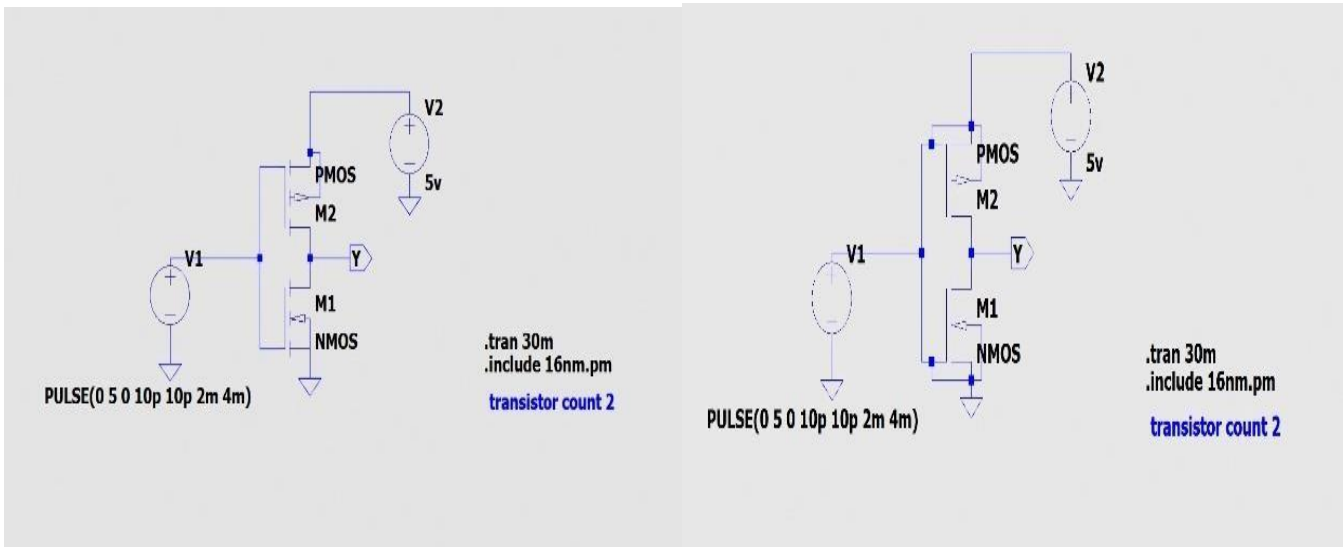 V2
PMOS
5v
M2
V1
Y
M1
NMOS
.tran 30m
.include 16nm.pm
PULSE(0 5 0 10p 10p 2m 4m)
transistor count 2
V2
PMOS
5v
M2
V1
Y
M1
NMOS
.tran 30m
.include 16nm.pm
PULSE(0 5 0 10p 10p 2m 4m)
transistor count 2